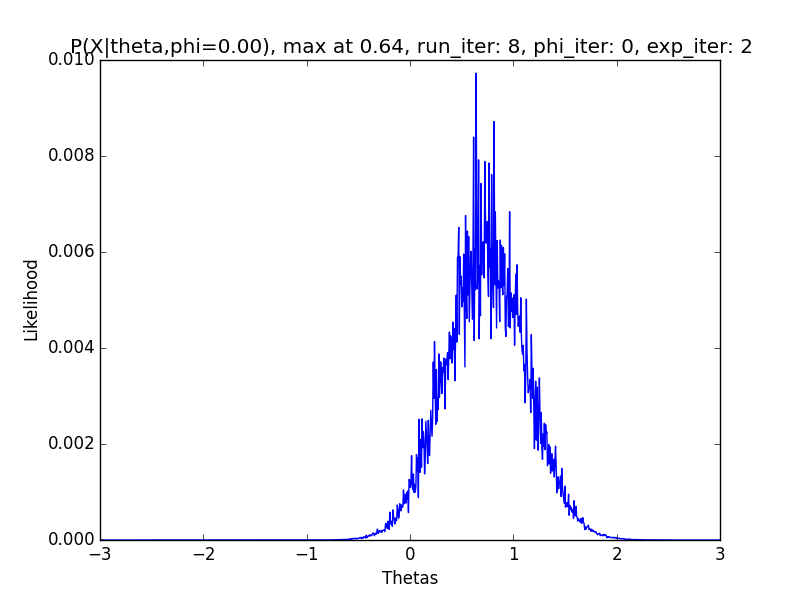 P(X|theta,phi=0.00), max at 0.64, run_iter: 8, phi_iter: 0, exp_iter: 2
0.010
0.008
0.006
0.004
0.002
0.000
Likelihood
−3 −2 −1 0 1 2 3
Thetas